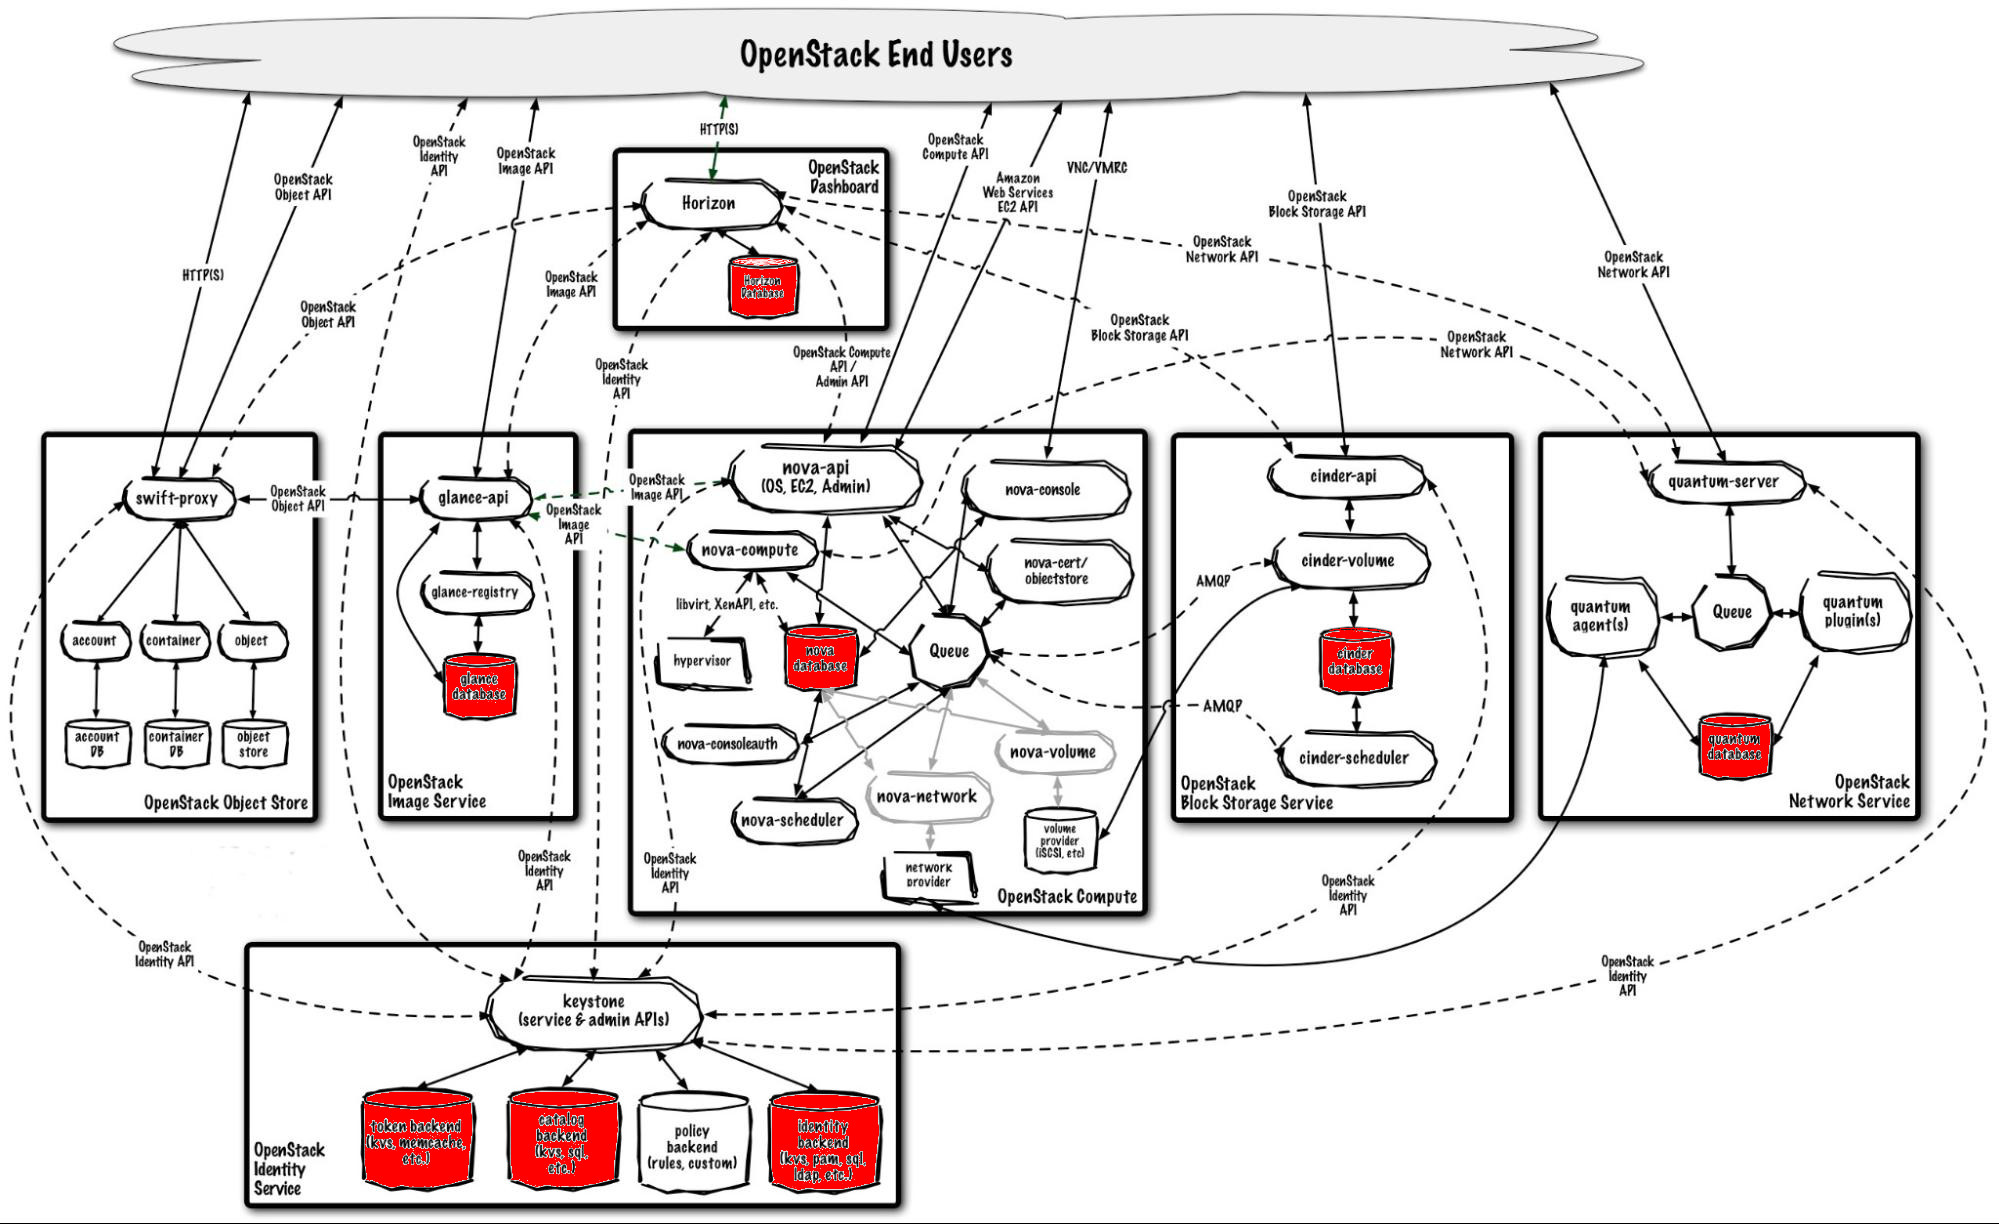 OpenStack End Users
HTTP(S)
OpenStack
Object API
OpenStack
Identity
API
OpenStack
Image API
HTTP(S)
OpenStack
Compute API
Amazon
Web Services
EC2 API
VNC/VMRC
OpenStack
Block Storage API
OpenStack
Network API
OpenStack
Dashboard
Horizon
Horizon
Database
OpenStack
Object API
OpenStack
Image API
OpenStack
Identity
API
OpenStack Compute
API /
Admin API
OpenStack
Block Storage API
OpenStack
Network API
OpenStack
Network API
swift-proxy
account
container
object
account
DB
container
DB
object
store
OpenStack Object Store
OpenStack
Object API
glance-api
glance-registry
glance
database
OpenStack
Image Service
OpenStack
Image API
OpenStack
Image
API
nova-api
(OS, EC2, Admin)
nova-console
nova-compute
nova-cert/
objectstore
libvirt, XenAPI, etc.
hypervisor
nova
database
Queue
nova-consoleauth
nova-volume
nova-network
nova-scheduler
volume
provider
(iSCSI, etc)
network
provider
OpenStack Compute
AMQP
AMQP
cinder-api
cinder-volume
cinder
database
cinder-scheduler
OpenStack
Block Storage Service
quantum-server
quantum
agent(s)
Queue
quantum
plugin(s)
quantum
database
OpenStack
Network Service
OpenStack
Identity API
OpenStack
Identity
API
OpenStack
Identity
API
OpenStack
Identity
API
OpenStack
Identity
API
keystone
(service & admin APIs)
token backend
(kvs, memcache,
etc.)
catalog
backend
(kvs, sql,
etc.)
policy
backend
(rules, custom)
identity
backend
(kvs, pam, sql,
ldap, etc.)
OpenStack
Identity
Service